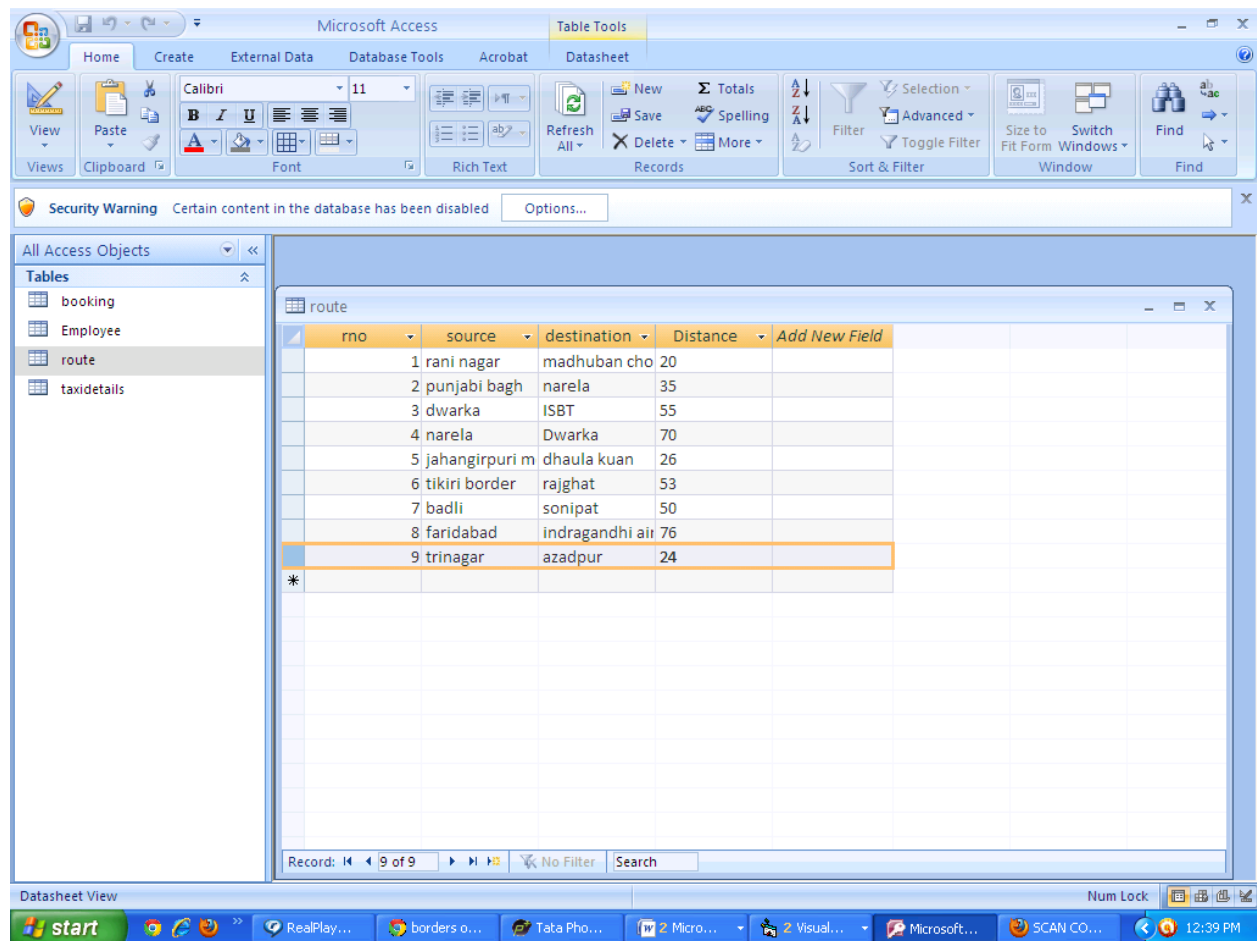 Microsoft Access Table Tools
Home Create External Data Database Tools Acrobat Datasheet
Calibri 11 New Σ Totals Selection
View Paste B I U Refresh All Save Spelling Filter Advanced Size to Fit Form Switch Windows Find
A Delete More Toggle Filter
Views Clipboard Font Rich Text Records Sort & Filter Window Find
Security Warning Certain content in the database has been disabled Options...
All Access Objects
Tables
booking
Employee
route
taxidetails
route
rno source destination Distance Add New Field
1 rani nagar madhuban cho 20
2 punjabi bagh narela 35
3 dwarka ISBT 55
4 narela Dwarka 70
5 jahangirpuri m dhaula kuan 26
6 tikiri border rajghat 53
7 badli sonipat 50
8 faridabad indragandhi air 76
9 trinagar azadpur 24
Record: 9 of 9 No Filter Search
Datasheet View Num Lock
start RealPlay... borders o... Tata Pho... 2 Micro... 2 Visual... Microsoft... SCAN CO... 12:39 PM